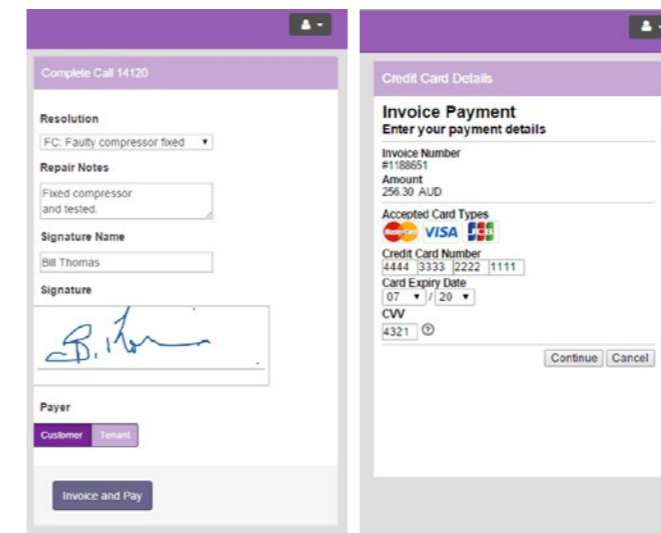 Complete Call 14120
Resolution
FC: Faulty compressor fixed
Repair Notes
Fixed compressor
and tested.
Signature Name
Bill Thomas
Signature
Payer
Customer Tenant
Invoice and Pay
Credit Card Details
Invoice Payment
Enter your payment details
Invoice Number
#1188651
Amount
256.30 AUD
Accepted Card Types
MasterCard VISA JCB
Credit Card Number
4444 3333 2222 1111
Card Expiry Date
07 / 20
CVV
4321
Continue Cancel